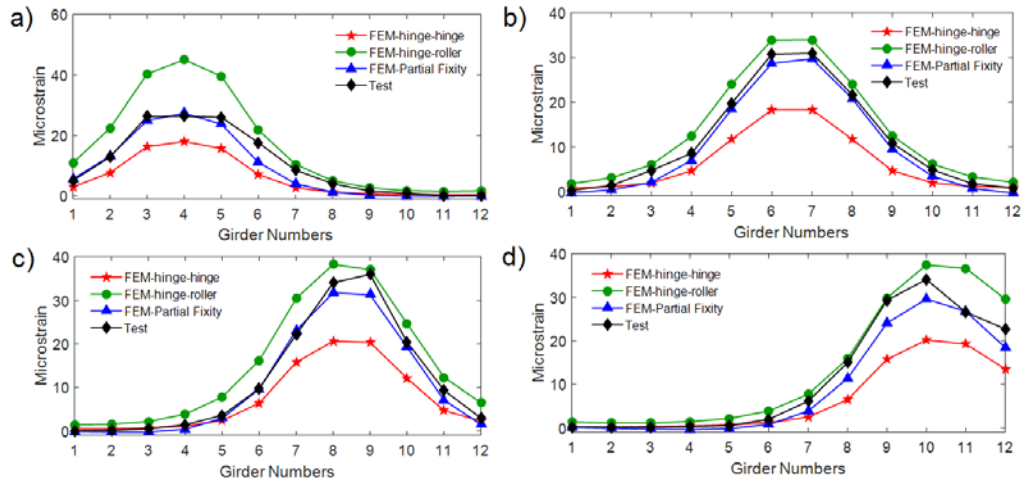 a)
Microstrain
60
40
20
0
FEM-hinge-hinge
FEM-hinge-roller
FEM-Partial Fixity
Test
1 2 3 4 5 6 7 8 9 10 11 12
Girder Numbers
b)
Microstrain
40
30
20
10
0
FEM-hinge-hinge
FEM-hinge-roller
FEM-Partial Fixity
Test
1 2 3 4 5 6 7 8 9 10 11 12
Girder Numbers
c)
Microstrain
40
30
20
10
0
FEM-hinge-hinge
FEM-hinge-roller
FEM-Partial Fixity
Test
1 2 3 4 5 6 7 8 9 10 11 12
Girder Numbers
d)
Microstrain
40
30
20
10
0
FEM-hinge-hinge
FEM-hinge-roller
FEM-Partial Fixity
Test
1 2 3 4 5 6 7 8 9 10 11 12
Girder Numbers